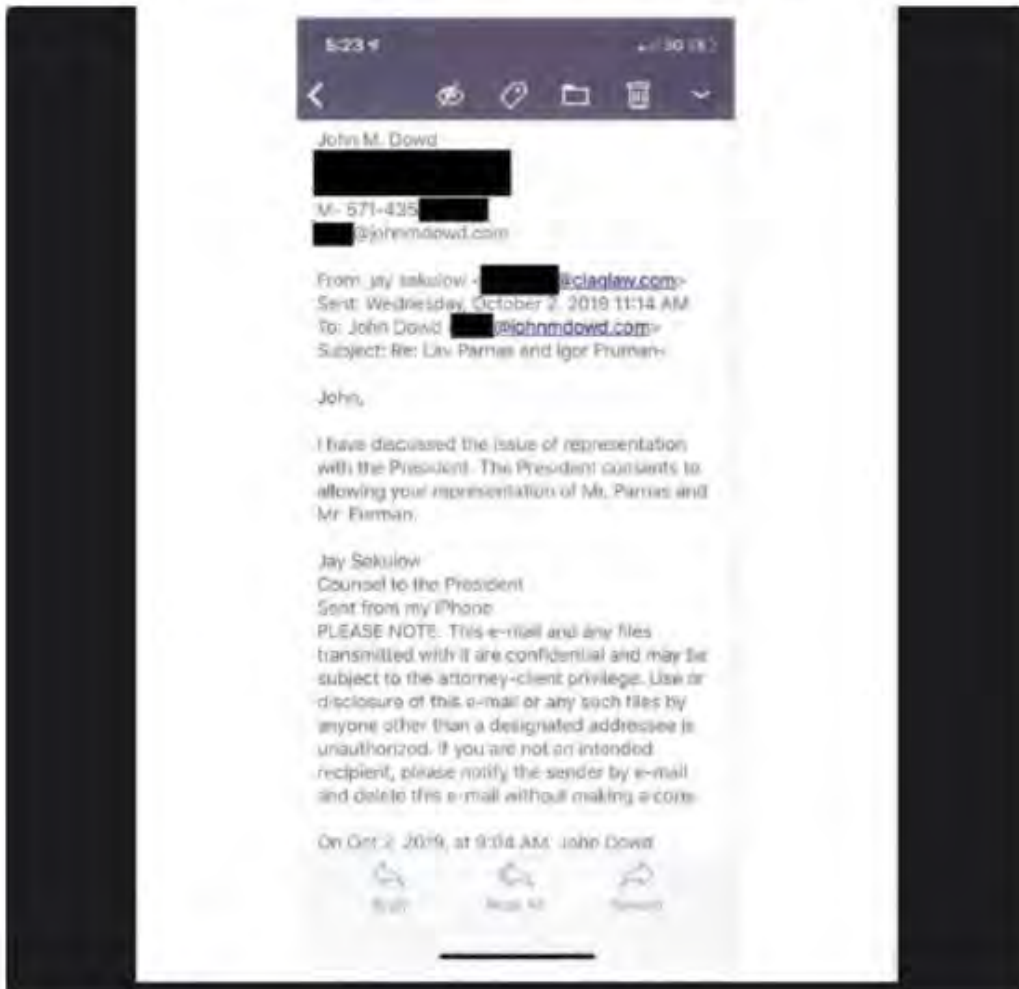 5:23
3G
John M. Dowd
M- 571-435
@johnmdowd.com
From: jay sekulow < @claglaw.com>
Sent: Wednesday, October 2, 2019 11:14 AM
To: John Dowd < @johnmdowd.com>
Subject: Re: Lav Parnas and Igor Fruman
John,
I have discussed the issue of representation
with the President. The President consents to
allowing your representation of Mr. Parnas and
Mr. Furman.
Jay Sekulow
Counsel to the President
Sent from my iPhone
PLEASE NOTE: This e-mail and any files
transmitted with it are confidential and may be
subject to the attorney-client privilege. Use or
disclosure of this e-mail or any such files by
anyone other than a designated addressee is
unauthorized. If you are not an intended
recipient, please notify the sender by e-mail
and delete this e-mail without making a copy.
On Oct 2, 2019, at 9:04 AM, John Dowd
Reply
Reply All
Forward